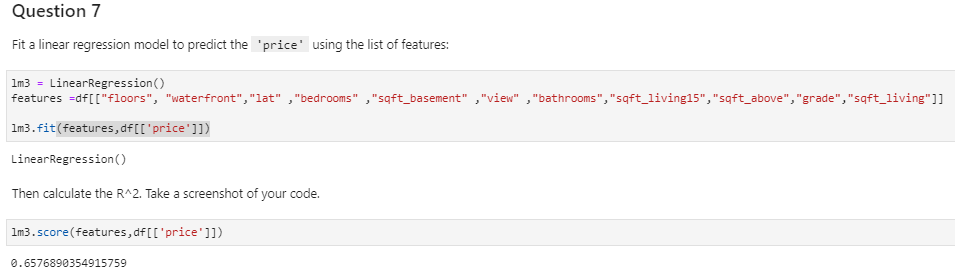 Question 7
Fit a linear regression model to predict the 'price' using the list of features:
lm3 = LinearRegression()
features =df[["floors", "waterfront","lat" ,"bedrooms" ,"sqft_basement" ,"view" ,"bathrooms","sqft_living15","sqft_above","grade","sqft_living"]]
lm3.fit(features,df[['price']])
LinearRegression()
Then calculate the R^2. Take a screenshot of your code.
lm3.score(features,df[['price']])
0.6576890354915759